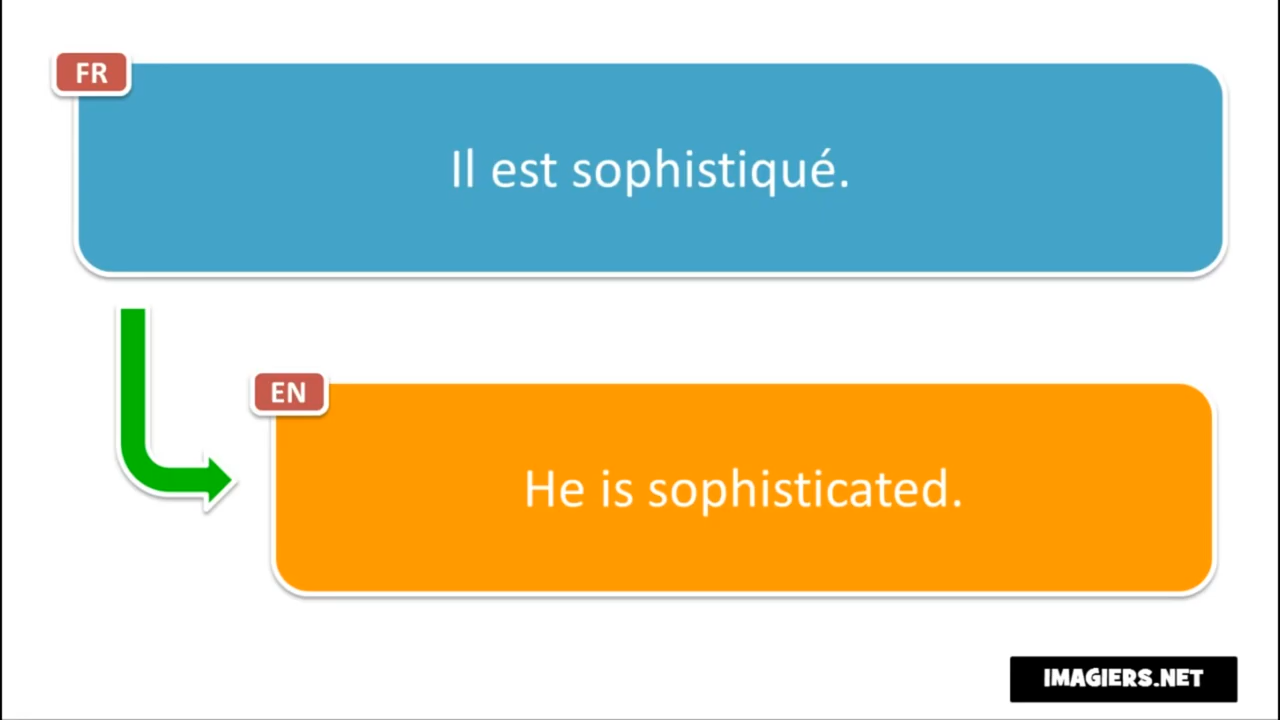 FR
Il est sophistiqué.
EN
He is sophisticated.
IMAGIERS.NET